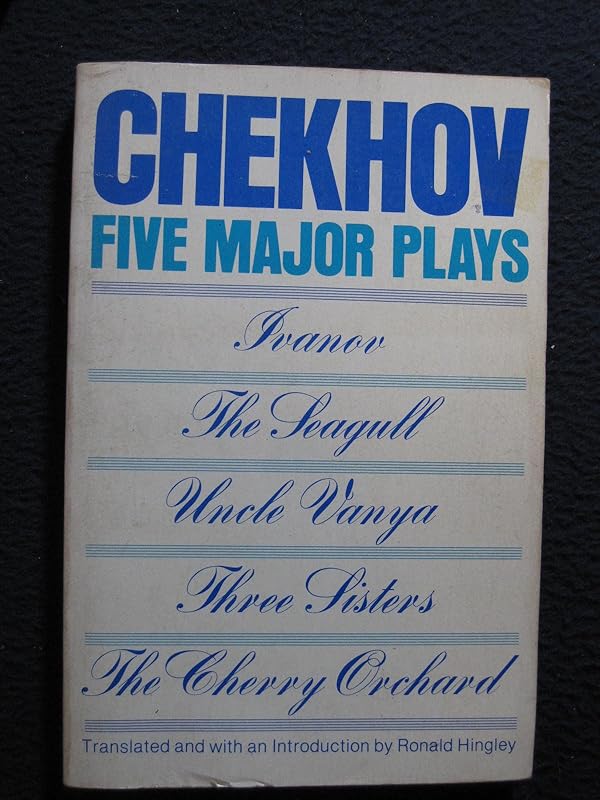 CHEKHOV
FIVE MAJOR PLAYS
Ivanov
The Seagull
Uncle Vanya
Three Sisters
The Cherry Orchard
Translated and with an Introduction by Ronald Hingley